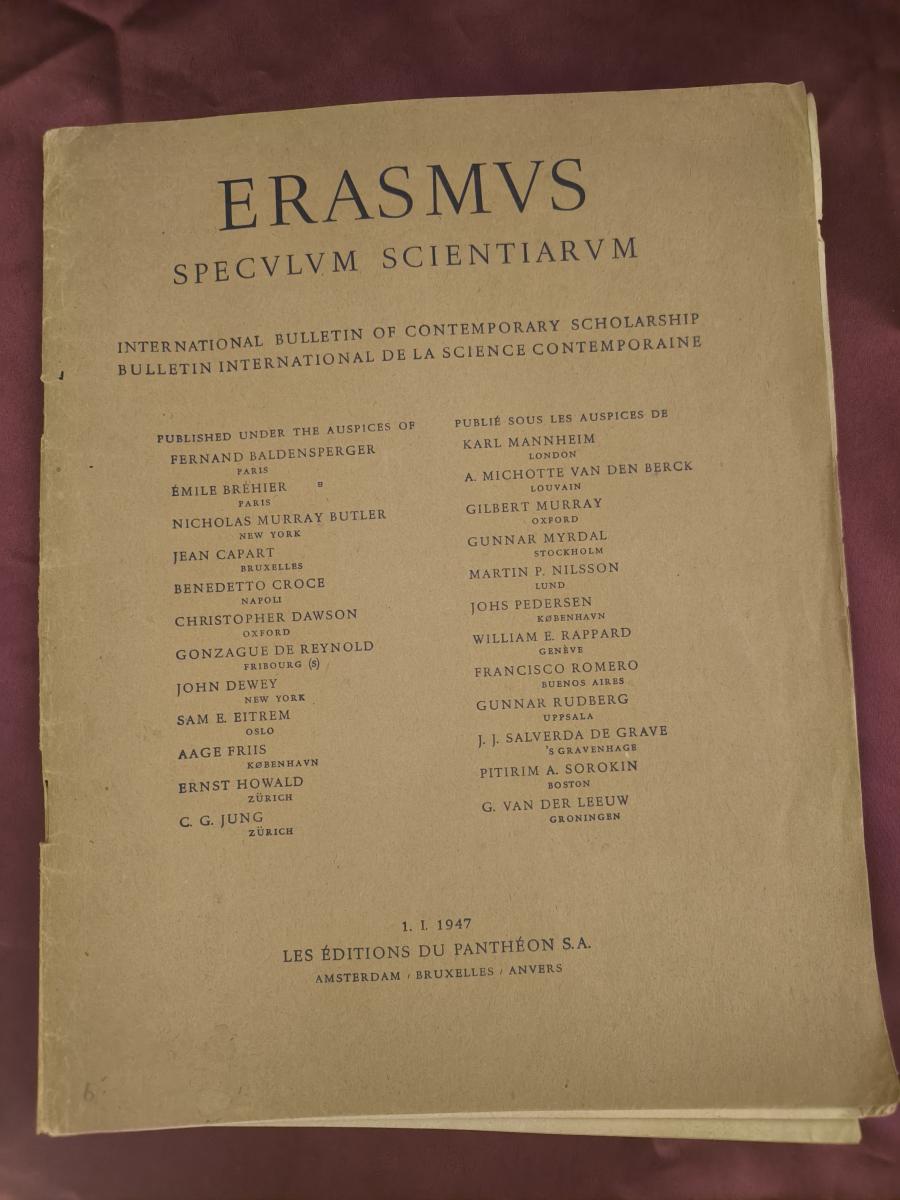 ERASMVS
SPECVLVM SCIENTIARVM
INTERNATIONAL BULLETIN OF CONTEMPORARY SCHOLARSHIP
BULLETIN INTERNATIONAL DE LA SCIENCE CONTEMPORAINE
PUBLISHED UNDER THE AUSPICES OF
FERNAND BALDENSPERGER
PARIS
ÉMILE BRÉHIER
PARIS
NICHOLAS MURRAY BUTLER
NEW YORK
JEAN CAPART
BRUXELLES
BENEDETTO CROCE
NAPOLI
CHRISTOPHER DAWSON
OXFORD
GONZAGUE DE REYNOLD
FRIBOURG (S)
JOHN DEWEY
NEW YORK
SAM E. EITREM
OSLO
AAGE FRIIS
KØBENHAVN
ERNST HOWALD
ZÜRICH
C. G. JUNG
ZÜRICH
PUBLIÉ SOUS LES AUSPICES DE
KARL MANNHEIM
LONDON
A. MICHOTTE VAN DEN BERCK
LOUVAIN
GILBERT MURRAY
OXFORD
GUNNAR MYRDAL
STOCKHOLM
MARTIN P. NILSSON
LUND
JOHS PEDERSEN
KØBENHAVN
WILLIAM E. RAPPARD
GENÈVE
FRANCISCO ROMERO
BUENOS AIRES
GUNNAR RUDBERG
UPPSALA
J. J. SALVERDA DE GRAVE
'S GRAVENHAGE
PITIRIM A. SOROKIN
BOSTON
G. VAN DER LEEUW
GRONINGEN
1. I. 1947
LES ÉDITIONS DU PANTHÉON S.A.
AMSTERDAM / BRUXELLES / ANVERS